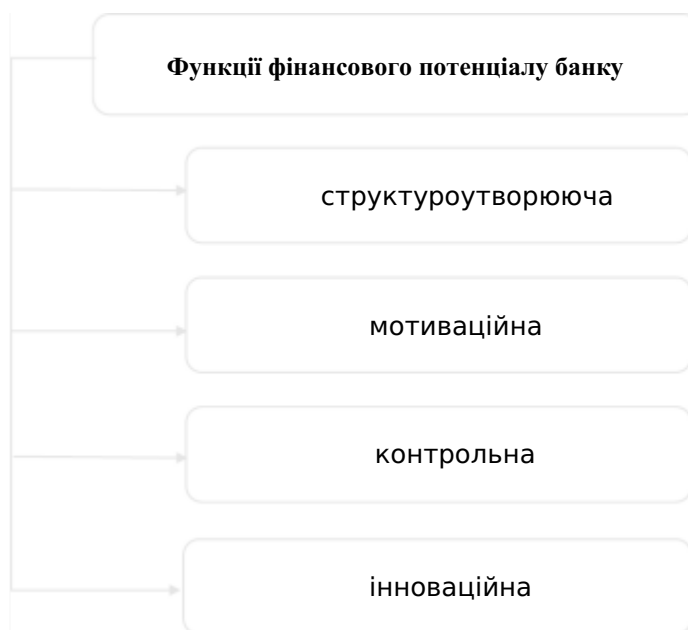 Функції фінансового потенціалу банку
структуроутворююча
мотиваційна
контрольна
інноваційна